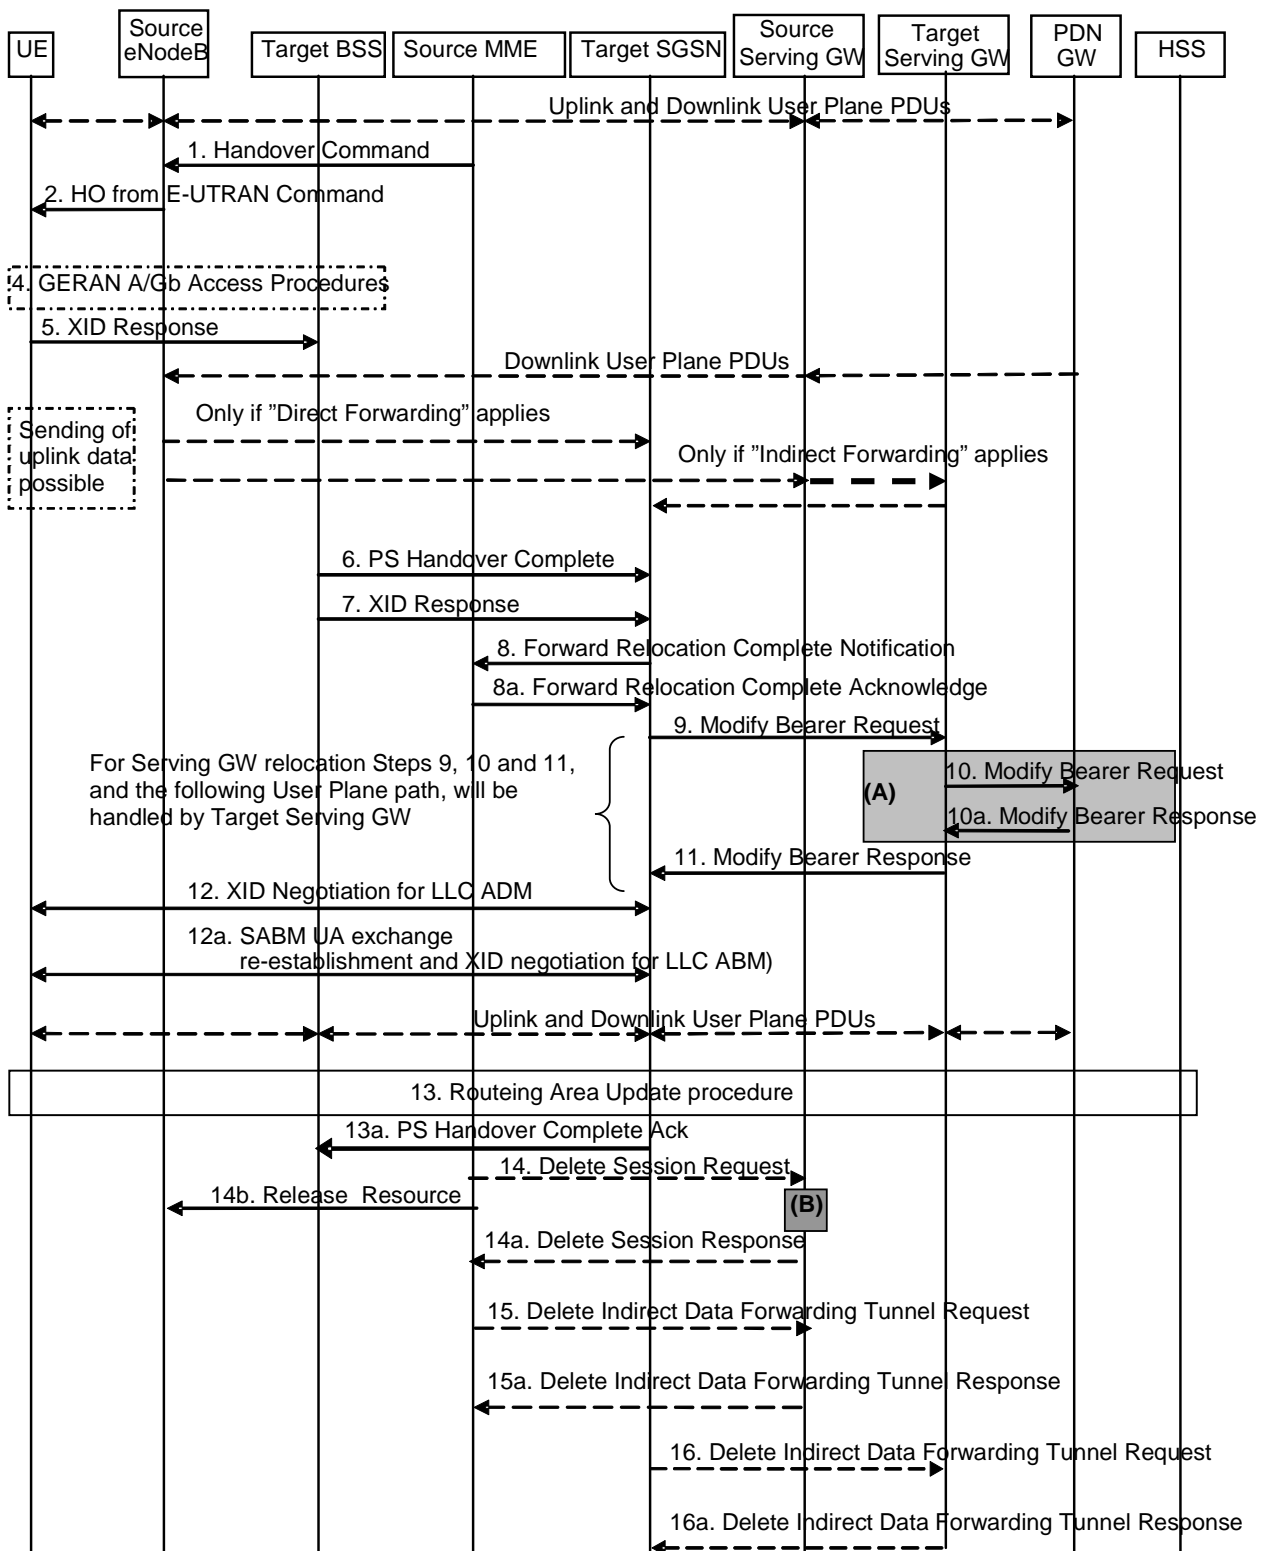 UE
Source
eNodeB
Target BSS
Source MME
Target SGSN
Source
Serving GW
Target
Serving GW
PDN
GW
HSS
Uplink and Downlink User Plane PDUs
1. Handover Command
2. HO from E-UTRAN Command
4. GERAN A/Gb Access Procedures
5. XID Response
Downlink User Plane PDUs
Only if ”Direct Forwarding” applies
Sending of
uplink data
possible
Only if ”Indirect Forwarding” applies
6. PS Handover Complete
7. XID Response
8. Forward Relocation Complete Notification
8a. Forward Relocation Complete Acknowledge
9. Modify Bearer Request
For Serving GW relocation Steps 9, 10 and 11,
and the following User Plane path, will be
handled by Target Serving GW
(A)
10. Modify Bearer Request
10a. Modify Bearer Response
11. Modify Bearer Response
12. XID Negotiation for LLC ADM
12a. SABM UA exchange
re-establishment and XID negotiation for LLC ABM)
Uplink and Downlink User Plane PDUs
13. Routeing Area Update procedure
13a. PS Handover Complete Ack
14. Delete Session Request
14b. Release Resource
(B)
14a. Delete Session Response
15. Delete Indirect Data Forwarding Tunnel Request
15a. Delete Indirect Data Forwarding Tunnel Response
16. Delete Indirect Data Forwarding Tunnel Request
16a. Delete Indirect Data Forwarding Tunnel Response